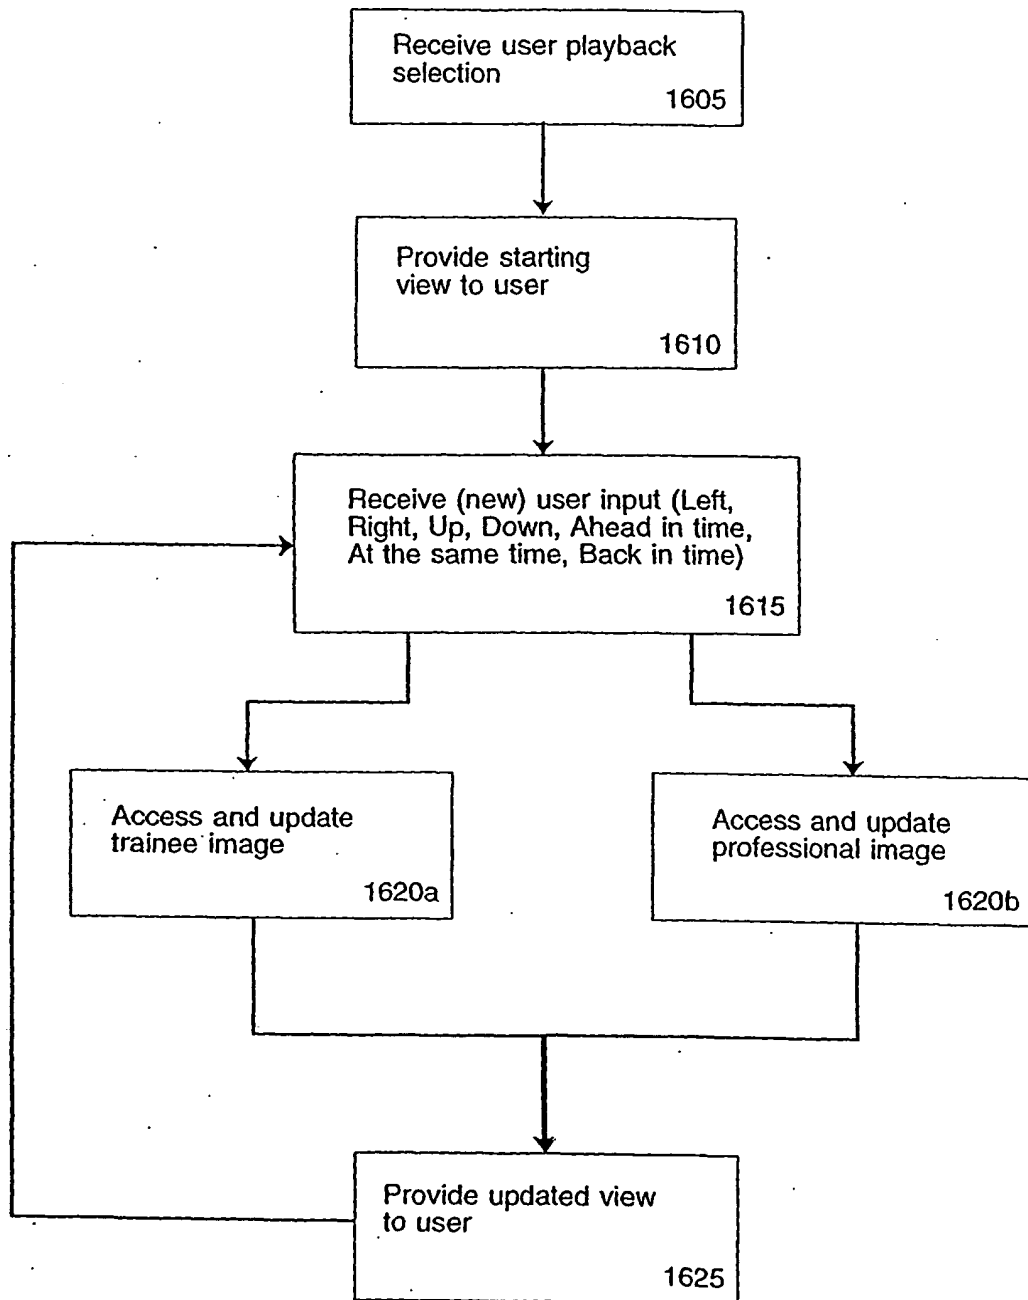 Receive user playback
selection
1605
Provide starting
view to user
1610
Receive (new) user input (Left,
Right, Up, Down, Ahead in time,
At the same time, Back in time)
1615
Access and update
trainee image
1620a
Access and update
professional image
1620b
Provide updated view
to user
1625